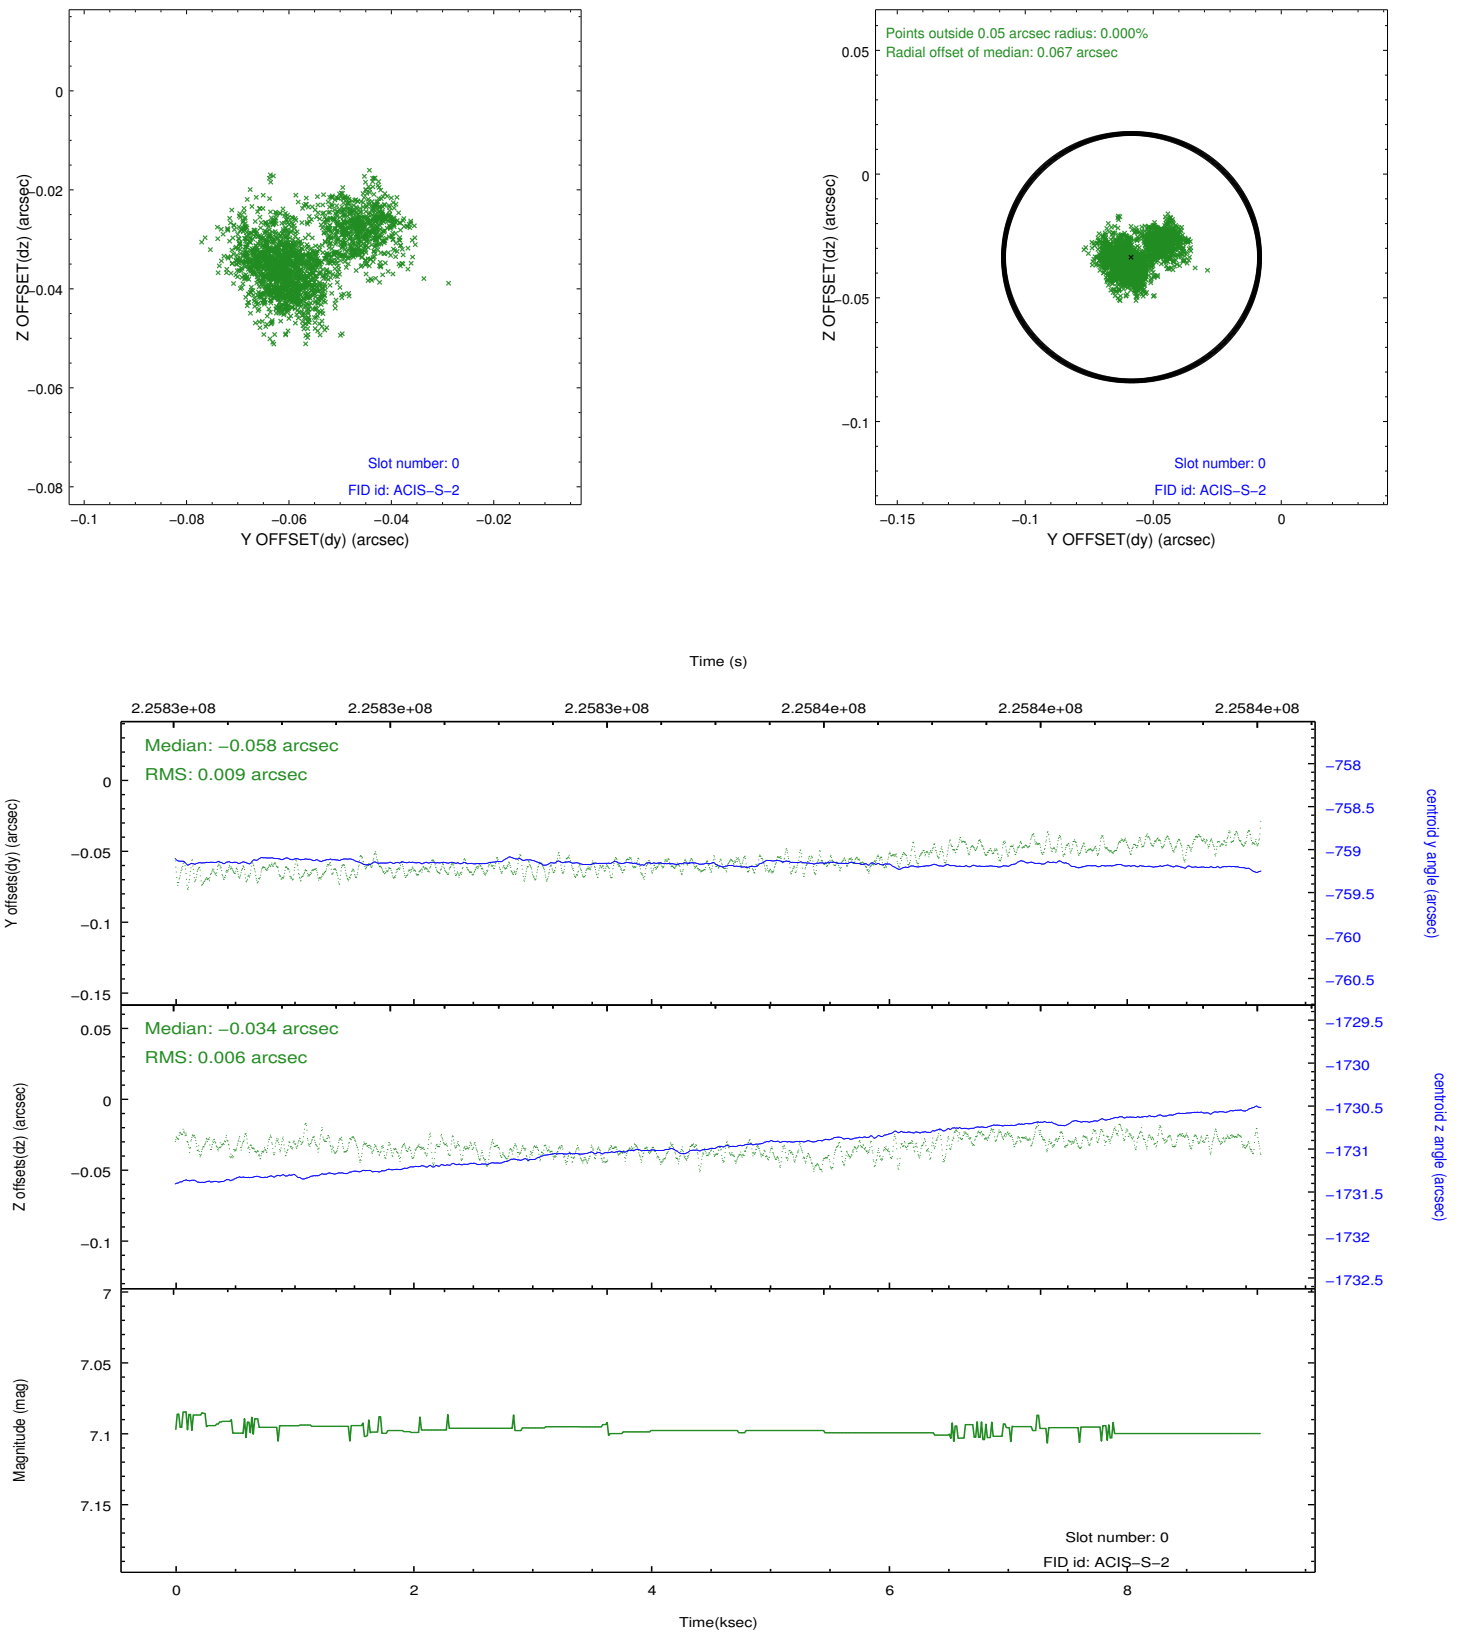 0
−0.02
−0.04
−0.06
−0.08
Z OFFSET(dz) (arcsec)
Slot number: 0
FID id: ACIS−S−2
−0.1
−0.08
−0.06
−0.04
−0.02
Y OFFSET(dy) (arcsec)
Points outside 0.05 arcsec radius: 0.000%
Radial offset of median: 0.067 arcsec
0.05
0
−0.05
−0.1
Z OFFSET(dz) (arcsec)
Slot number: 0
FID id: ACIS−S−2
−0.15
−0.1
−0.05
0
Y OFFSET(dy) (arcsec)
Time (s)
2.2583e+08
2.2583e+08
2.2583e+08
2.2584e+08
2.2584e+08
2.2584e+08
Median: −0.058 arcsec
RMS: 0.009 arcsec
0
−0.05
−0.1
−0.15
Y offsets(dy) (arcsec)
−758
−758.5
−759
−759.5
−760
−760.5
centroid y angle (arcsec)
Median: −0.034 arcsec
RMS: 0.006 arcsec
0.05
0
−0.05
−0.1
Z offsets(dz) (arcsec)
−1729.5
−1730
−1730.5
−1731
−1731.5
−1732
−1732.5
centroid z angle (arcsec)
7
7.05
7.1
7.15
Magnitude (mag)
Slot number: 0
FID id: ACIS−S−2
0
2
4
6
8
Time(ksec)